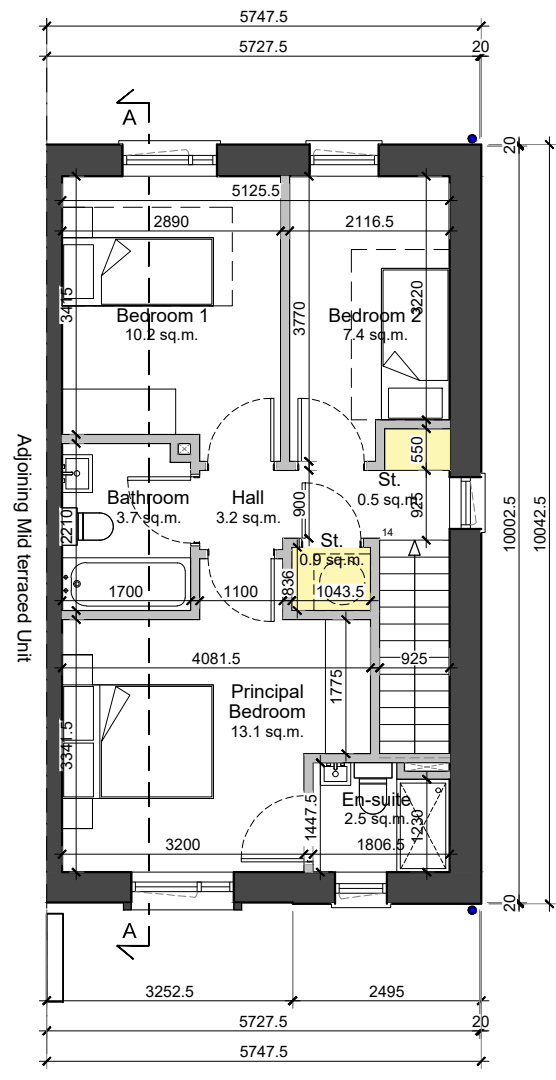 5747.5
5727.5
20
A
20
5125.5
2890
2116.5
3415
3770
3220
Bedroom 1
10.2 sq.m.
Bedroom 2
7.4 sq.m.
550
St.
0.5 sq.m.
925
900
Adjoining Mid terraced Unit
Bathroom
3.7 sq.m.
2210
Hall
3.2 sq.m.
14
St.
0.9 sq.m.
836
1700
1100
1043.5
10002.5
10042.5
4081.5
925
1775
Principal
Bedroom
13.1 sq.m.
3341.5
En-suite
2.5 sq.m.
1447.5
1230
3200
1806.5
20
A
3252.5
2495
5727.5
20
5747.5